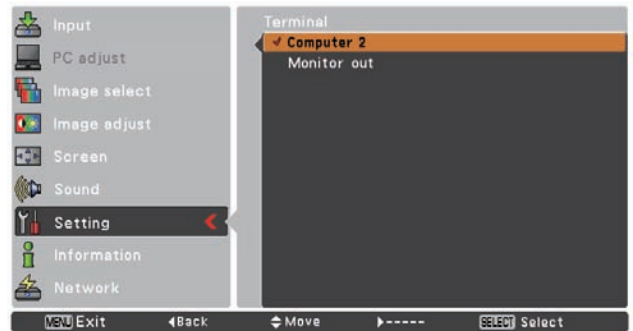 Input
PC adjust
Image select
Image adjust
Screen
Sound
Setting
Information
Network
Terminal
✔ Computer 2
Monitor out
MENU Exit ◀Back Move ▶----- SELECT Select